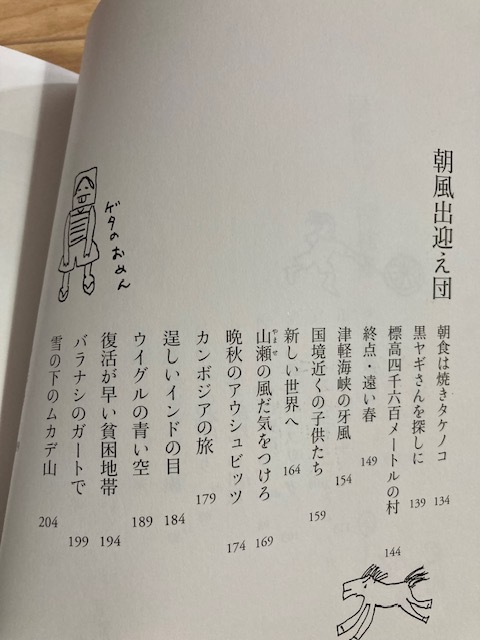 朝風出迎え団
朝食は焼きタケノコ 134
黒ヤギさんを探しに 139
標高四千六百メートルの村 144
終点・遠い春 149
津軽海峡の牙風 154
国境近くの子供たち 159
新しい世界へ 164
山瀬の風だ気をつけろ 169
やませ
晩秋のアウシュビッツ 174
カンボジアの旅 179
逞しいインドの目 184
ウイグルの青い空 189
復活が早い貧困地帯 194
バラナシのガートで 199
雪の下のムカデ山 204
ゲタのおめん